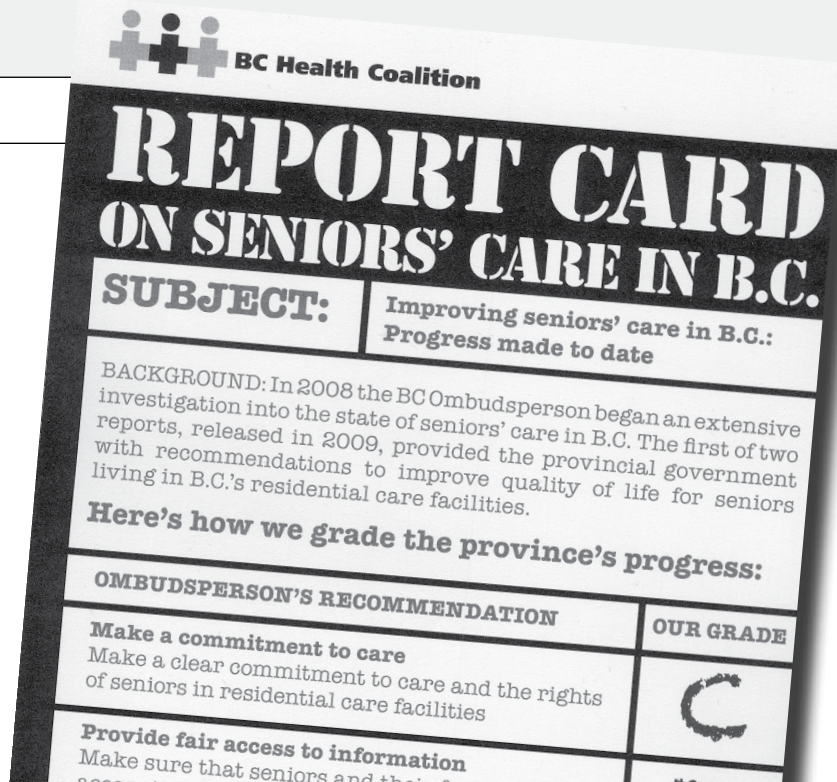 BC Health Coalition
REPORT CARD
ON SENIORS' CARE IN B.C.
SUBJECT:
Improving seniors' care in B.C.:
Progress made to date
BACKGROUND: In 2008 the BC Ombudsperson began an extensive
investigation into the state of seniors' care in B.C. The first of two
reports, released in 2009, provided the provincial government
with recommendations to improve quality of life for seniors
living in B.C.'s residential care facilities.
Here's how we grade the province's progress:
OMBUDSPERSON'S RECOMMENDATION
OUR GRADE
Make a commitment to care
Make a clear commitment to care and the rights
of seniors in residential care facilities
C
Provide fair access to information
Make sure that seniors and their